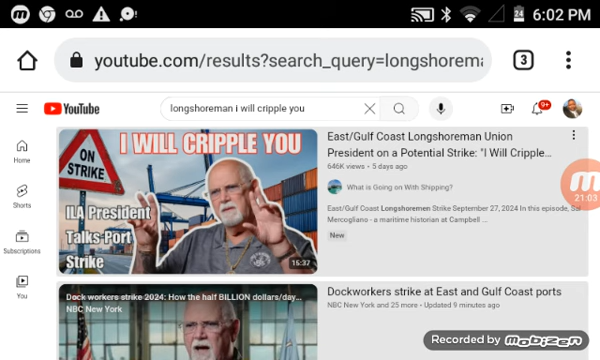 24
6:02 PM
youtube.com/results?search_query=longshorema
3
YouTube
longshoreman i will cripple you
9+
Home
Shorts
Subscriptions
You
I WILL CRIPPLE YOU
ON
STRIKE
ILA President
Talks Port
Strike
15:37
East/Gulf Coast Longshoreman Union
President on a Potential Strike: "I Will Cripple...
646K views • 5 days ago
What is Going on With Shipping?
East/Gulf Coast Longshoremen Strike September 27, 2024 In this episode, Sal
Mercogliano - a maritime historian at Campbell ...
New
21:03
Dock workers strike 2024: How the half BILLION dollars/day...
NBC New York
Dockworkers strike at East and Gulf Coast ports
NBC New York and 25 more • Updated 9 minutes ago
Recorded by mobizen